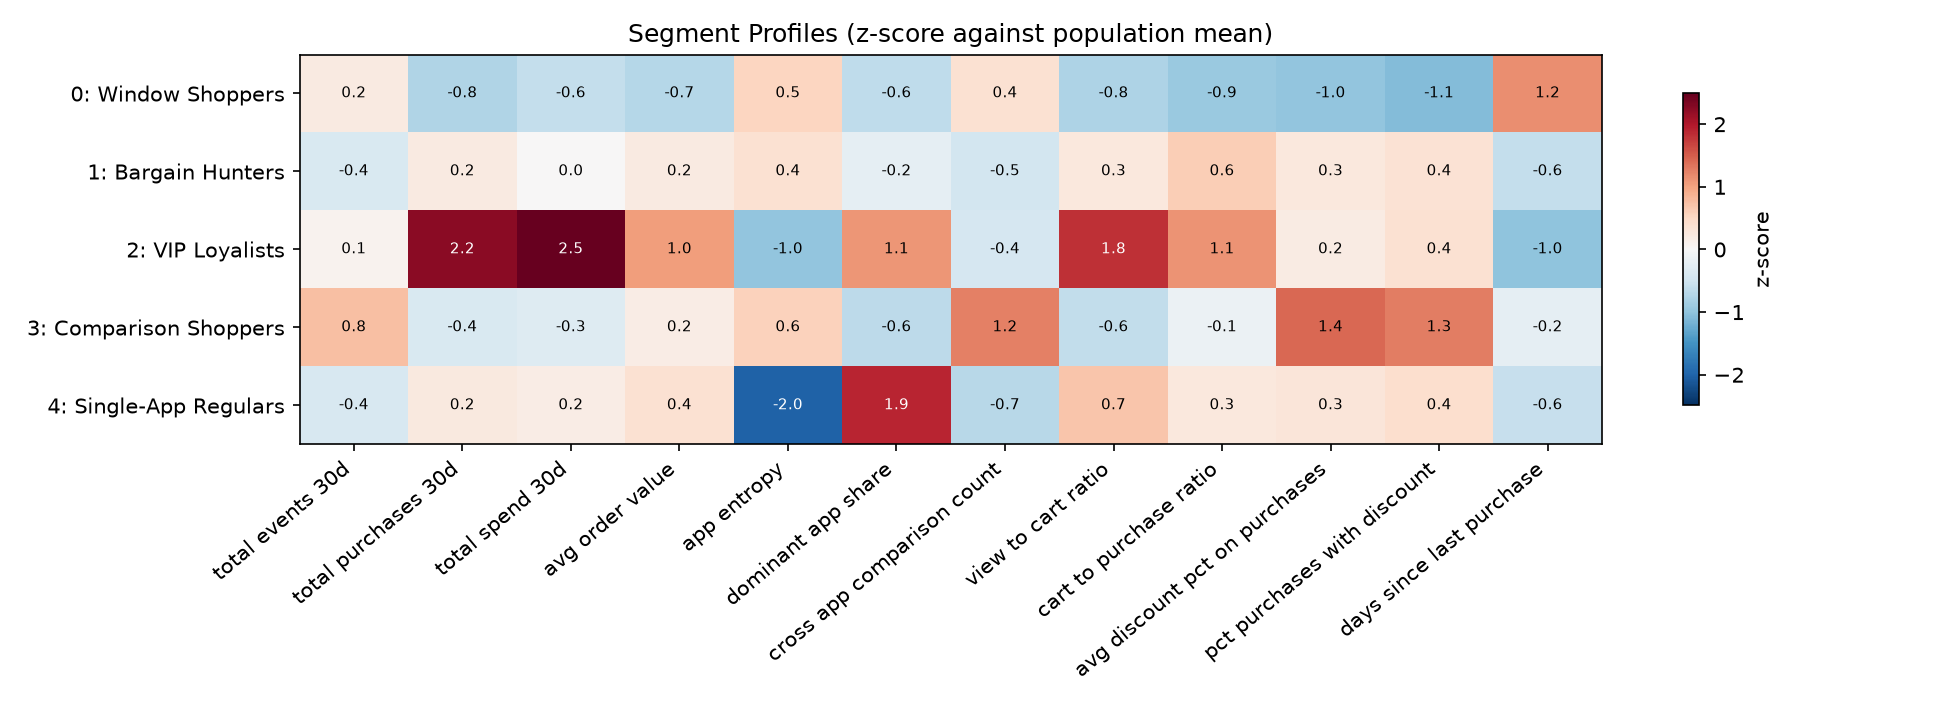 Segment Profiles (z-score against population mean)
0: Window Shoppers 0.2 -0.8 -0.6 -0.7 0.5 -0.6 0.4 -0.8 -0.9 -1.0 -1.1 1.2
1: Bargain Hunters -0.4 0.2 0.0 0.2 0.4 -0.2 -0.5 0.3 0.6 0.3 0.4 -0.6
2: VIP Loyalists 0.1 2.2 2.5 1.0 -1.0 1.1 -0.4 1.8 1.1 0.2 0.4 -1.0
3: Comparison Shoppers 0.8 -0.4 -0.3 0.2 0.6 -0.6 1.2 -0.6 -0.1 1.4 1.3 -0.2
4: Single-App Regulars -0.4 0.2 0.2 0.4 -2.0 1.9 -0.7 0.7 0.3 0.3 0.4 -0.6
total events 30d
total purchases 30d
total spend 30d
avg order value
app entropy
dominant app share
cross app comparison count
view to cart ratio
cart to purchase ratio
avg discount pct on purchases
pct purchases with discount
days since last purchase
2
1
0
−1
−2
z-score